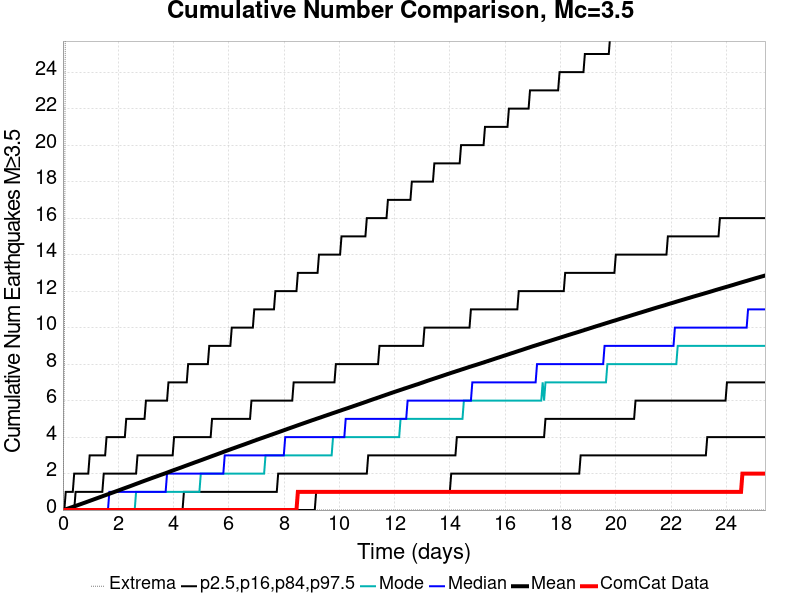 Cumulative Number Comparison, Mc=3.5
Cumulative Num Earthquakes M≥3.5
24
22
20
18
16
14
12
10
8
6
4
2
0
0 2 4 6 8 10 12 14 16 18 20 22 24
Time (days)
Extrema p2.5,p16,p84,p97.5 Mode Median Mean ComCat Data